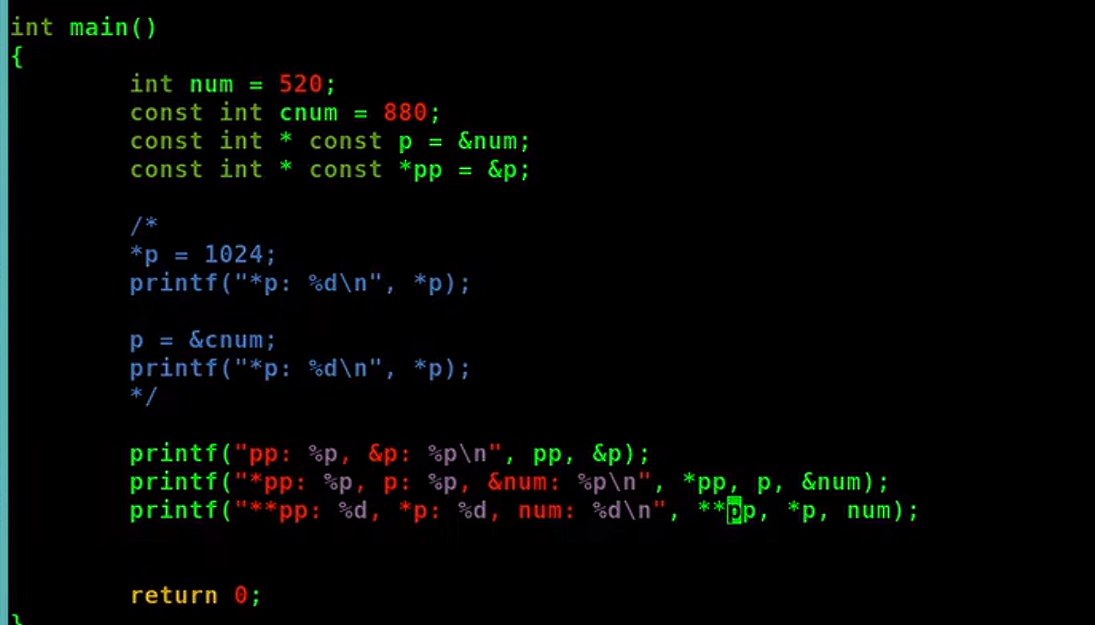 int main()
{
int num = 520;
const int cnum = 880;
const int * const p = &num;
const int * const *pp = &p;
/*
*p = 1024;
printf("*p: %d\n", *p);
p = &cnum;
printf("*p: %d\n", *p);
*/
printf("pp: %p, &p: %p\n", pp, &p);
printf("*pp: %p, p: %p, &num: %p\n", *pp, p, &num);
printf("**pp: %d, *p: %d, num: %d\n", **pp, *p, num);
return 0;
}